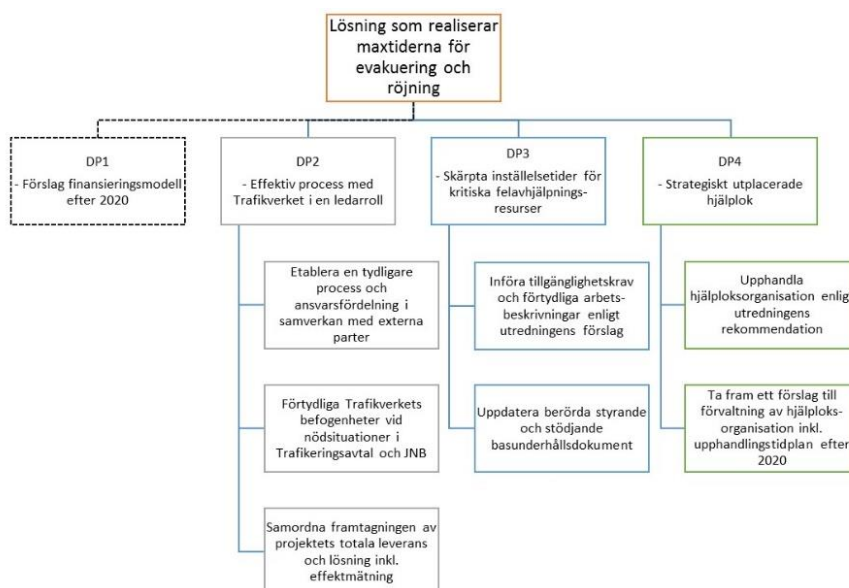 Lösning som realiserar
maxtiderna för
evakuering och
röjning
DP1
- Förslag finansieringsmodell
efter 2020
DP2
- Effektiv process med
Trafikverket i en ledarroll
DP3
- Skärpta inställelsetider för
kritiska felavhjälpnings-
resurser
DP4
- Strategiskt utplacerade
hjälplok
Etablera en tydligare
process och
ansvarsfördelning i
samverkan med externa
parter
Införa tillgänglighetskrav
och förtydliga arbets-
beskrivningar enligt
utredningens förslag
Upphandla
hjälploksorganisation enligt
utredningens
rekommendation
Förtydliga Trafikverkets
befogenheter vid
nödsituationer i
Trafikeringsavtal och JNB
Uppdatera berörda styrande
och stödjande
basunderhållsdokument
Ta fram ett förslag till
förvaltning av hjälploks-
organisation inkl.
upphandlingstidplan efter
2020
Samordna framtagningen av
projektets totala leverans
och lösning inkl.
effektmätning